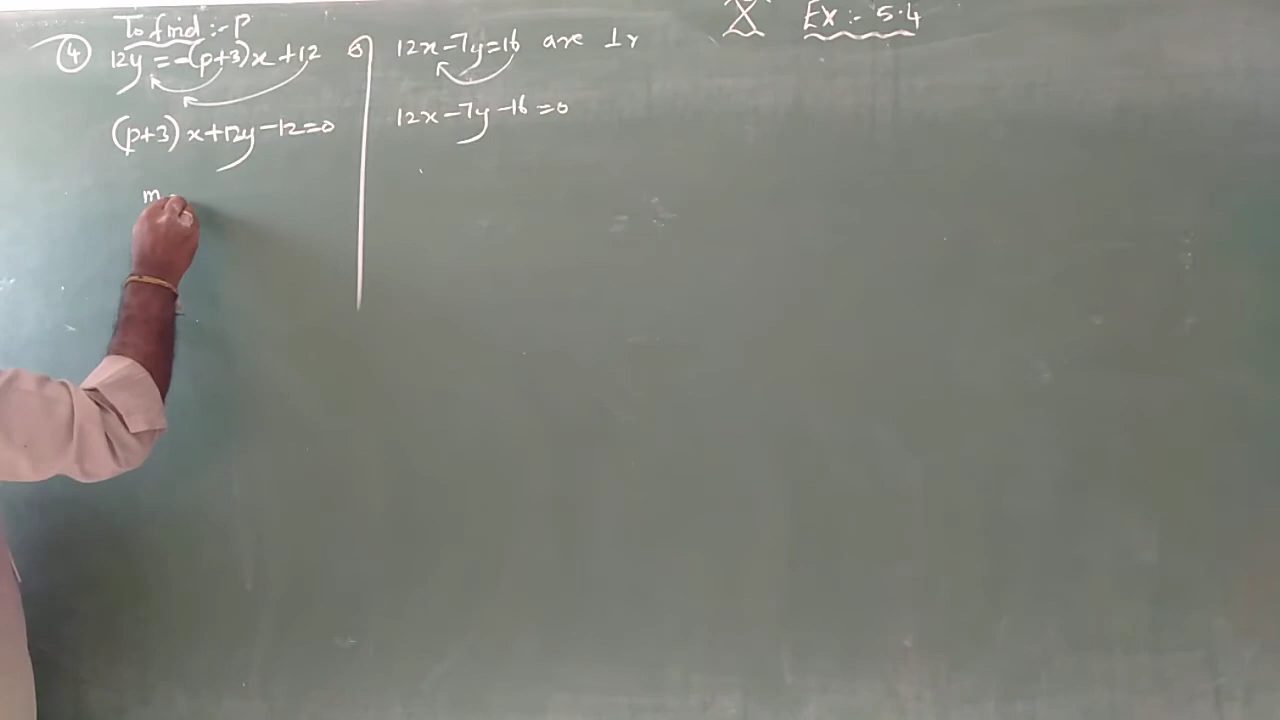 X Ex:- 5.4
To find :- P
④ 12y = -(p+3)x + 12 & 12x - 7y = 16 are ⊥r
(p+3)x + 12y - 12 = 0
12x - 7y - 16 = 0
m